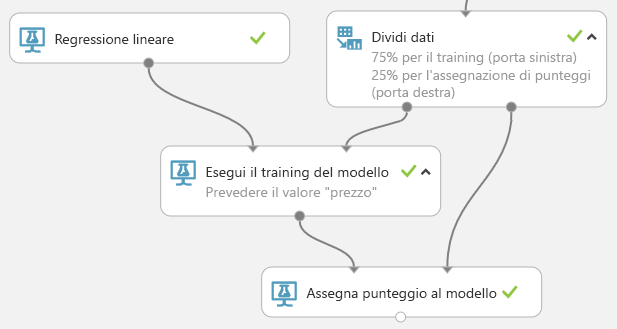 Regressione lineare
Dividi dati
75% per il training (porta sinistra)
25% per l'assegnazione di punteggi
(porta destra)
Esegui il training del modello
Prevedere il valore "prezzo"
Assegna punteggio al modello